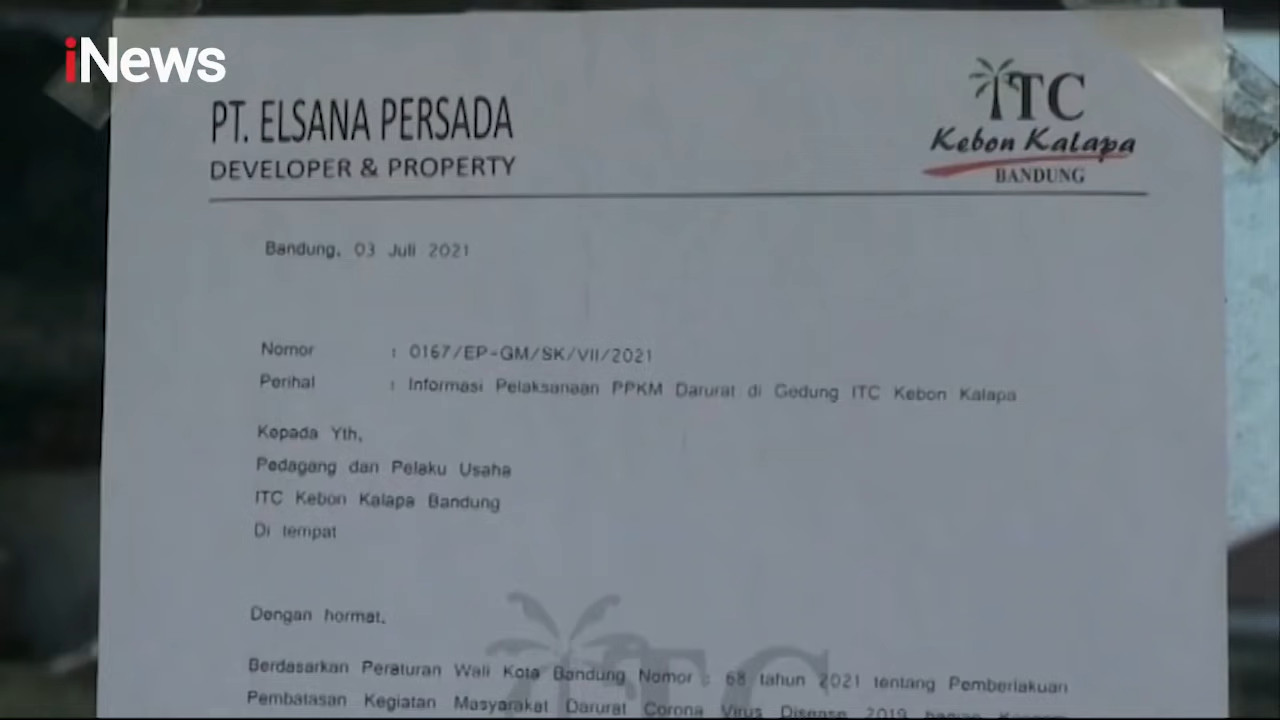 iNews
PT. ELSANA PERSADA
DEVELOPER & PROPERTY
ITC
Kebon Kalapa
BANDUNG
Bandung, 03 Juli 2021
Nomor : 0167/EP-GM/SK/VII/2021
Perihal : Informasi Pelaksanaan PPKM Darurat di Gedung ITC Kebon Kalapa
Kepada Yth,
Pedagang dan Pelaku Usaha
ITC Kebon Kalapa Bandung
Di tempat
Dengan hormat,
ITC
Berdasarkan Peraturan Wali Kota Bandung Nomor : 68 tahun 2021 tentang Pemberlakuan
Pembatasan Kegiatan Masyarakat Darurat Corona Virus Disease 2019